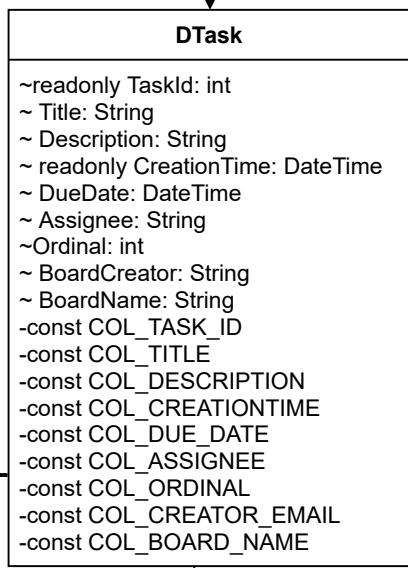 DTask
~readonly TaskId: int
~ Title: String
~ Description: String
~ readonly CreationTime: DateTime
~ DueDate: DateTime
~ Assignee: String
~Ordinal: int
~ BoardCreator: String
~ BoardName: String
-const COL_TASK_ID
-const COL_TITLE
-const COL_DESCRIPTION
-const COL_CREATIONTIME
-const COL_DUE_DATE
-const COL_ASSIGNEE
-const COL_ORDINAL
-const COL_CREATOR_EMAIL
-const COL_BOARD_NAME